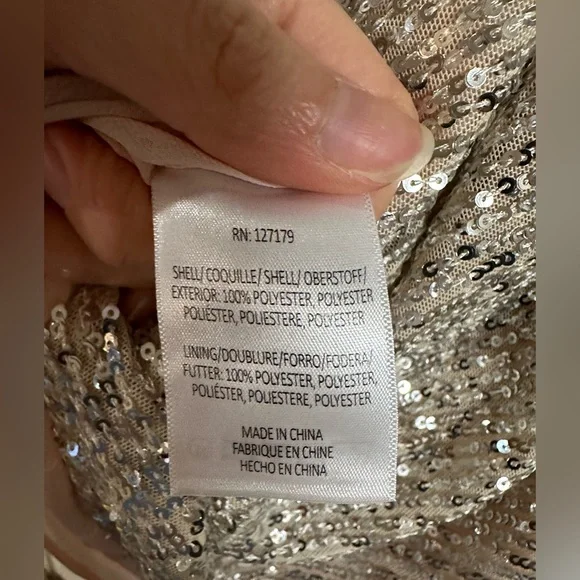 RN: 127179
SHELL/ COQUILLE/ SHELL/ OBERSTOFF/
EXTERIOR: 100% POLYESTER, POLYESTER
POLIÉSTER, POLIESTERE, POLYESTER
LINING/DOUBLURE/FORRO/FODERA/
FUTTER: 100% POLYESTER, POLYESTER,
POLIÉSTER, POLIESTERE, POLYESTER
MADE IN CHINA
FABRIQUE EN CHINE
HECHO EN CHINA